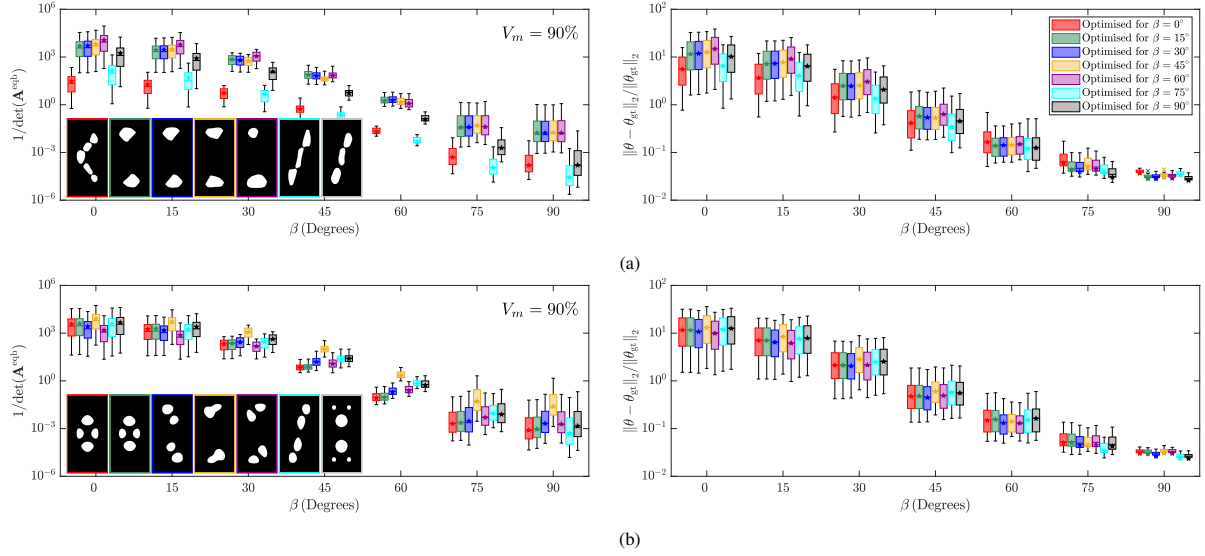 V_m = 90%
1/det(A^eqb)
10^6
10^3
10^0
10^-3
10^-6
0 15 30 45 60 75 90
β (Degrees)
‖θ − θ_gt‖_2/‖θ_gt‖_2
10^2
10^1
10^0
10^-1
10^-2
0 15 30 45 60 75 90
β (Degrees)
Optimised for β = 0°
Optimised for β = 15°
Optimised for β = 30°
Optimised for β = 45°
Optimised for β = 60°
Optimised for β = 75°
Optimised for β = 90°
(a)
V_m = 90%
1/det(A^eqb)
10^6
10^3
10^0
10^-3
10^-6
0 15 30 45 60 75 90
β (Degrees)
‖θ − θ_gt‖_2/‖θ_gt‖_2
10^2
10^1
10^0
10^-1
10^-2
0 15 30 45 60 75 90
β (Degrees)
(b)